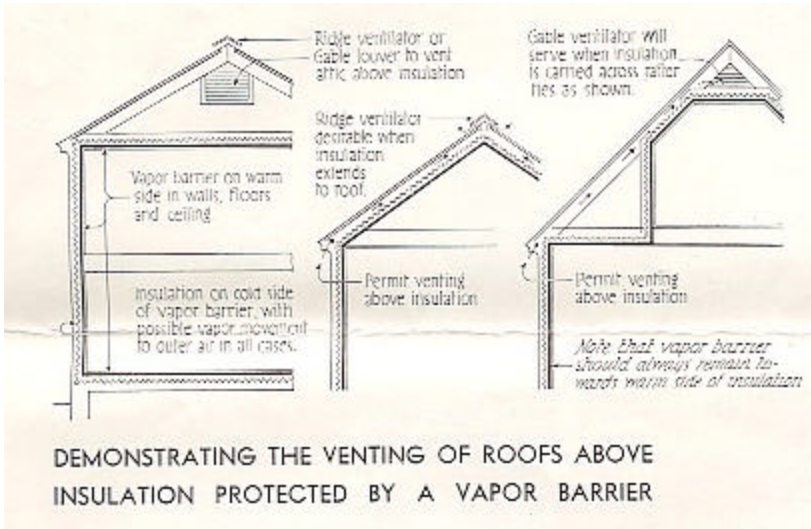 Ridge ventilator or
Gable louver to vent
attic above insulation
Gable ventilator will
serve when insulation
is carried across rafter
ties as shown.
Ridge ventilator
desirable when
insulation
extends
to roof.
Vapor barrier on warm
side in walls, floors
and ceiling
Permit venting
above insulation
Permit venting
above insulation
Insulation on cold side
of vapor barrier, with
possible vapor movement
to outer air in all cases.
Note that vapor barrier
should always remain to-
wards warm side of insulation
DEMONSTRATING THE VENTING OF ROOFS ABOVE
INSULATION PROTECTED BY A VAPOR BARRIER